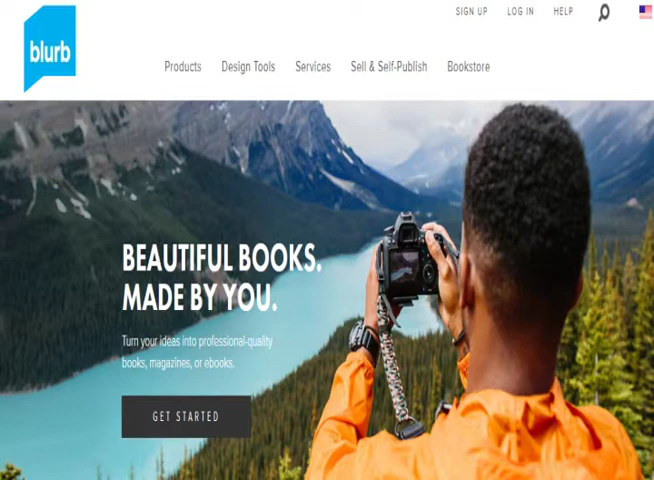 blurb
SIGN UP LOG IN HELP
Products Design Tools Services Sell & Self-Publish Bookstore
BEAUTIFUL BOOKS.
MADE BY YOU.
Turn your ideas into professional-quality
books, magazines, or ebooks.
GET STARTED